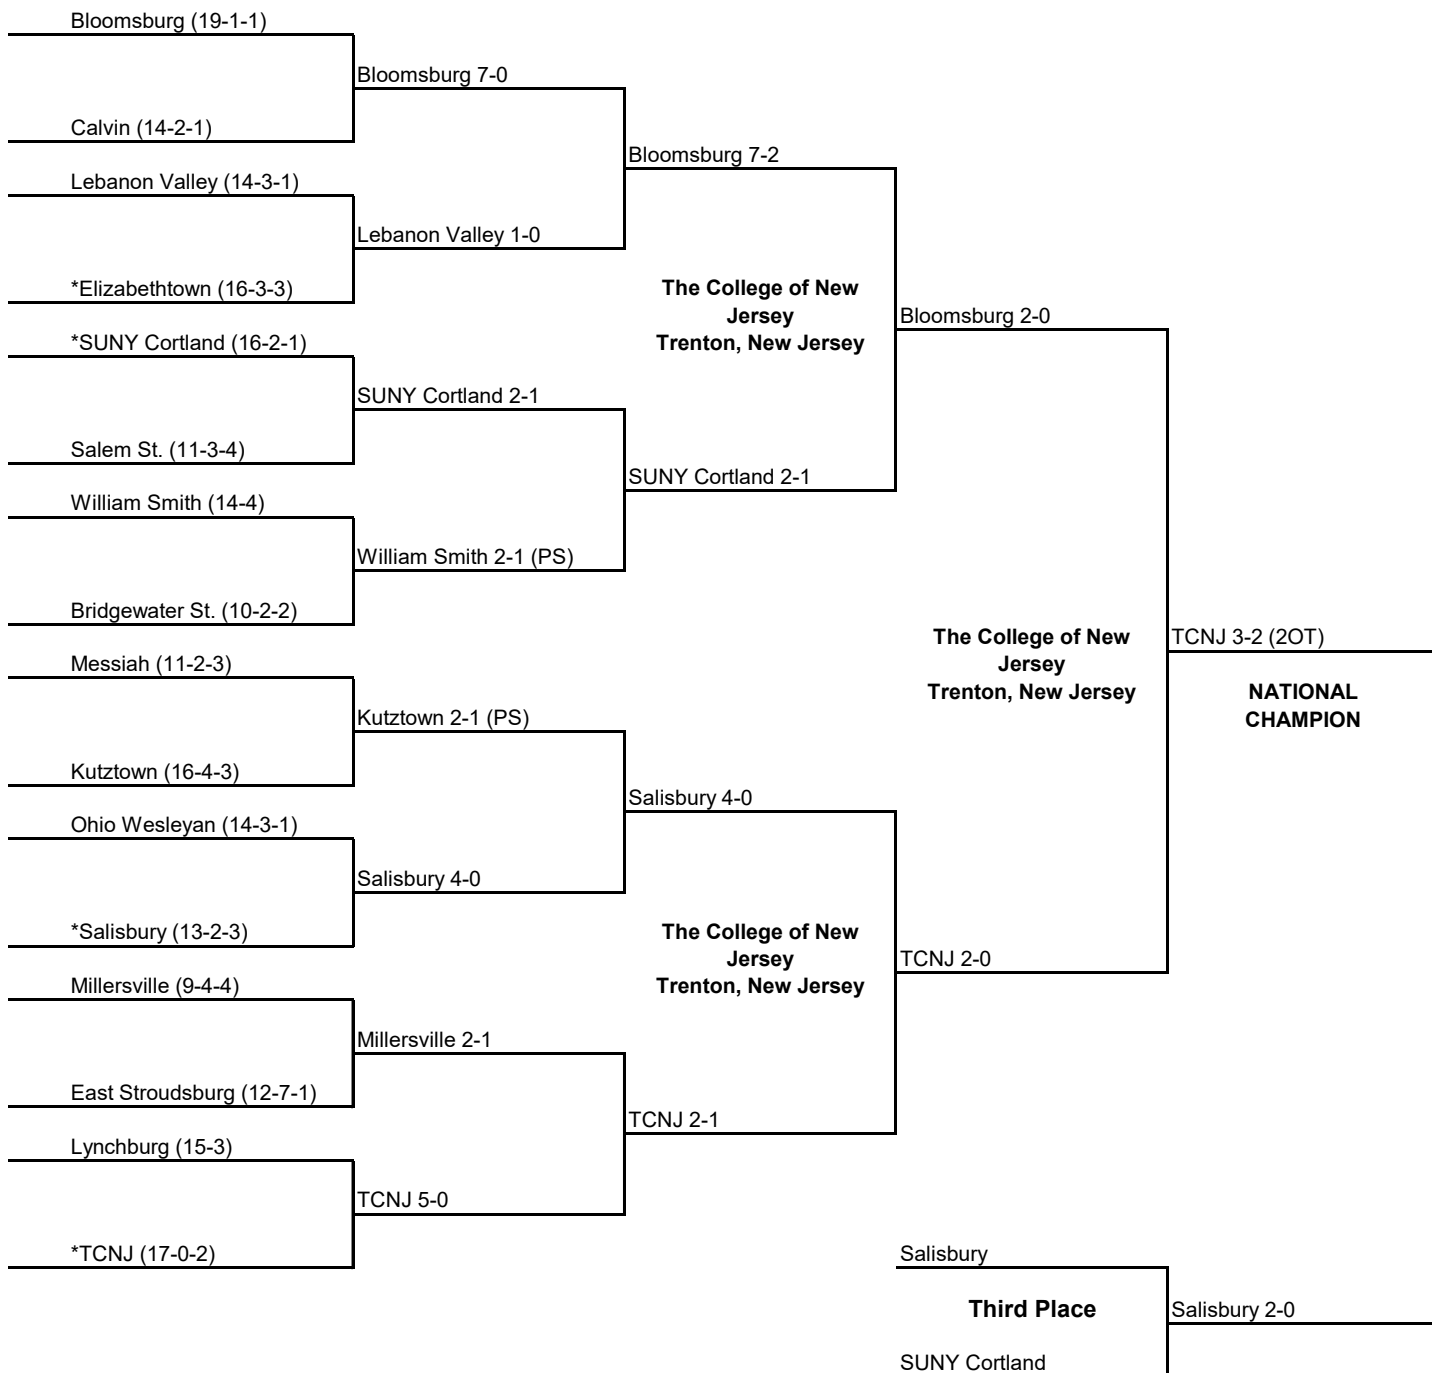 Bloomsburg (19-1-1)
Bloomsburg 7-0
Calvin (14-2-1)
Bloomsburg 7-2
Lebanon Valley (14-3-1)
Lebanon Valley 1-0
*Elizabethtown (16-3-3)
The College of New
Jersey
Trenton, New Jersey
Bloomsburg 2-0
*SUNY Cortland (16-2-1)
SUNY Cortland 2-1
Salem St. (11-3-4)
SUNY Cortland 2-1
William Smith (14-4)
William Smith 2-1 (PS)
Bridgewater St. (10-2-2)
The College of New
Jersey
Trenton, New Jersey
TCNJ 3-2 (2OT)
NATIONAL
CHAMPION
Messiah (11-2-3)
Kutztown 2-1 (PS)
Kutztown (16-4-3)
Salisbury 4-0
Ohio Wesleyan (14-3-1)
Salisbury 4-0
*Salisbury (13-2-3)
The College of New
Jersey
Trenton, New Jersey
TCNJ 2-0
Millersville (9-4-4)
Millersville 2-1
East Stroudsburg (12-7-1)
TCNJ 2-1
Lynchburg (15-3)
TCNJ 5-0
*TCNJ (17-0-2)
Salisbury
Third Place
Salisbury 2-0
SUNY Cortland